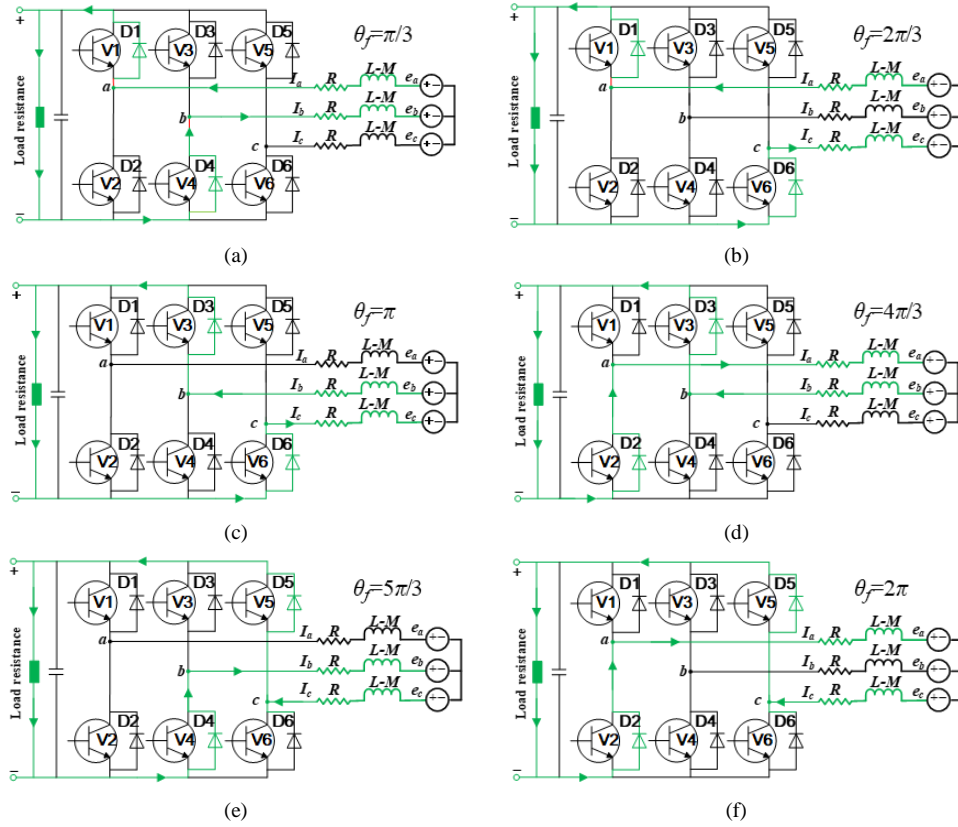 +
Load resistance
−
V1
D1
V3
D3
V5
D5
θf=π/3
a
Ia
R
L-M
ea
+−
b
Ib
R
L-M
eb
+−
c
Ic
R
L-M
ec
+−
V2
D2
V4
D4
V6
D6
(a)
+
Load resistance
−
V1
D1
V3
D3
V5
D5
θf=2π/3
a
Ia
R
L-M
ea
+−
b
Ib
R
L-M
eb
+−
c
Ic
R
L-M
ec
+−
V2
D2
V4
D4
V6
D6
(b)
+
Load resistance
−
V1
D1
V3
D3
V5
D5
θf=π
a
Ia
R
L-M
ea
+−
b
Ib
R
L-M
eb
+−
c
Ic
R
L-M
ec
+−
V2
D2
V4
D4
V6
D6
(c)
+
Load resistance
−
V1
D1
V3
D3
V5
D5
θf=4π/3
a
Ia
R
L-M
ea
+−
b
Ib
R
L-M
eb
+−
c
Ic
R
L-M
ec
+−
V2
D2
V4
D4
V6
D6
(d)
+
Load resistance
−
V1
D1
V3
D3
V5
D5
θf=5π/3
a
Ia
R
L-M
ea
+−
b
Ib
R
L-M
eb
+−
c
Ic
R
L-M
ec
+−
V2
D2
V4
D4
V6
D6
(e)
+
Load resistance
−
V1
D1
V3
D3
V5
D5
θf=2π
a
Ia
R
L-M
ea
+−
b
Ib
R
L-M
eb
+−
c
Ic
R
L-M
ec
+−
V2
D2
V4
D4
V6
D6
(f)